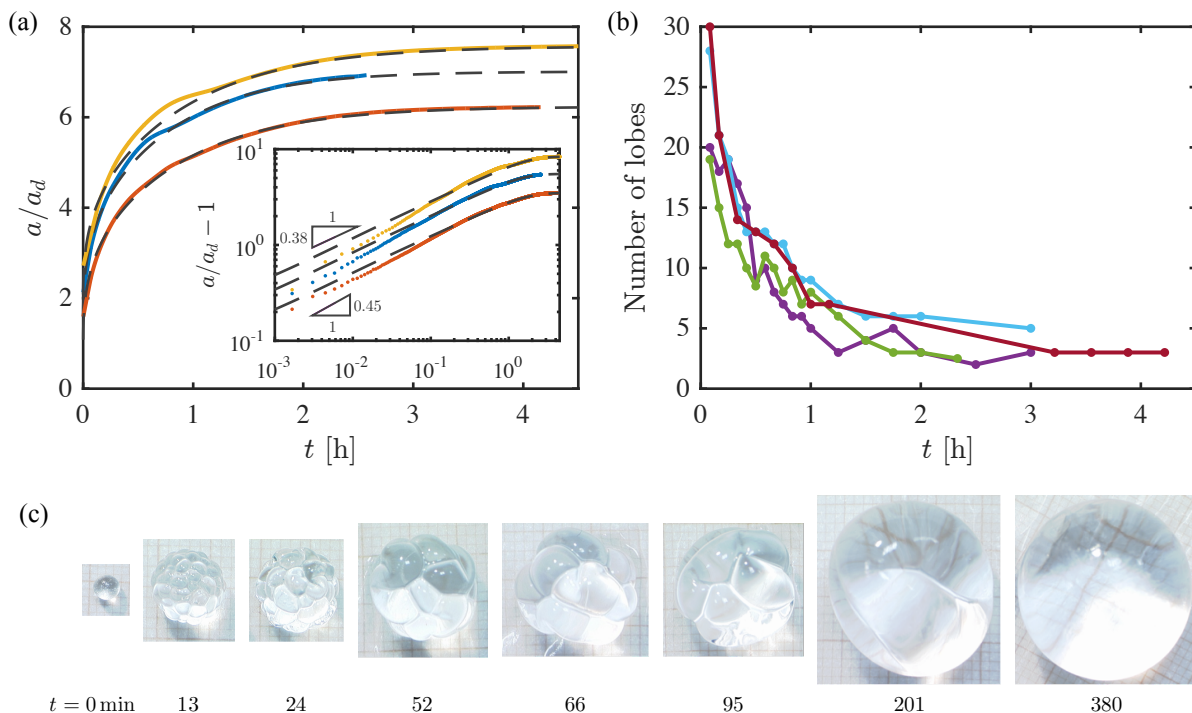 (a)
8
6
4
2
0
a/a_d
0 1 2 3 4
t [h]
10^1
10^0
10^-1
a/a_d − 1
10^-3 10^-2 10^-1 10^0
1
0.38
0.45
1
(b)
30
25
20
15
10
5
0
Number of lobes
0 1 2 3 4
t [h]
(c)
t = 0 min 13 24 52 66 95 201 380